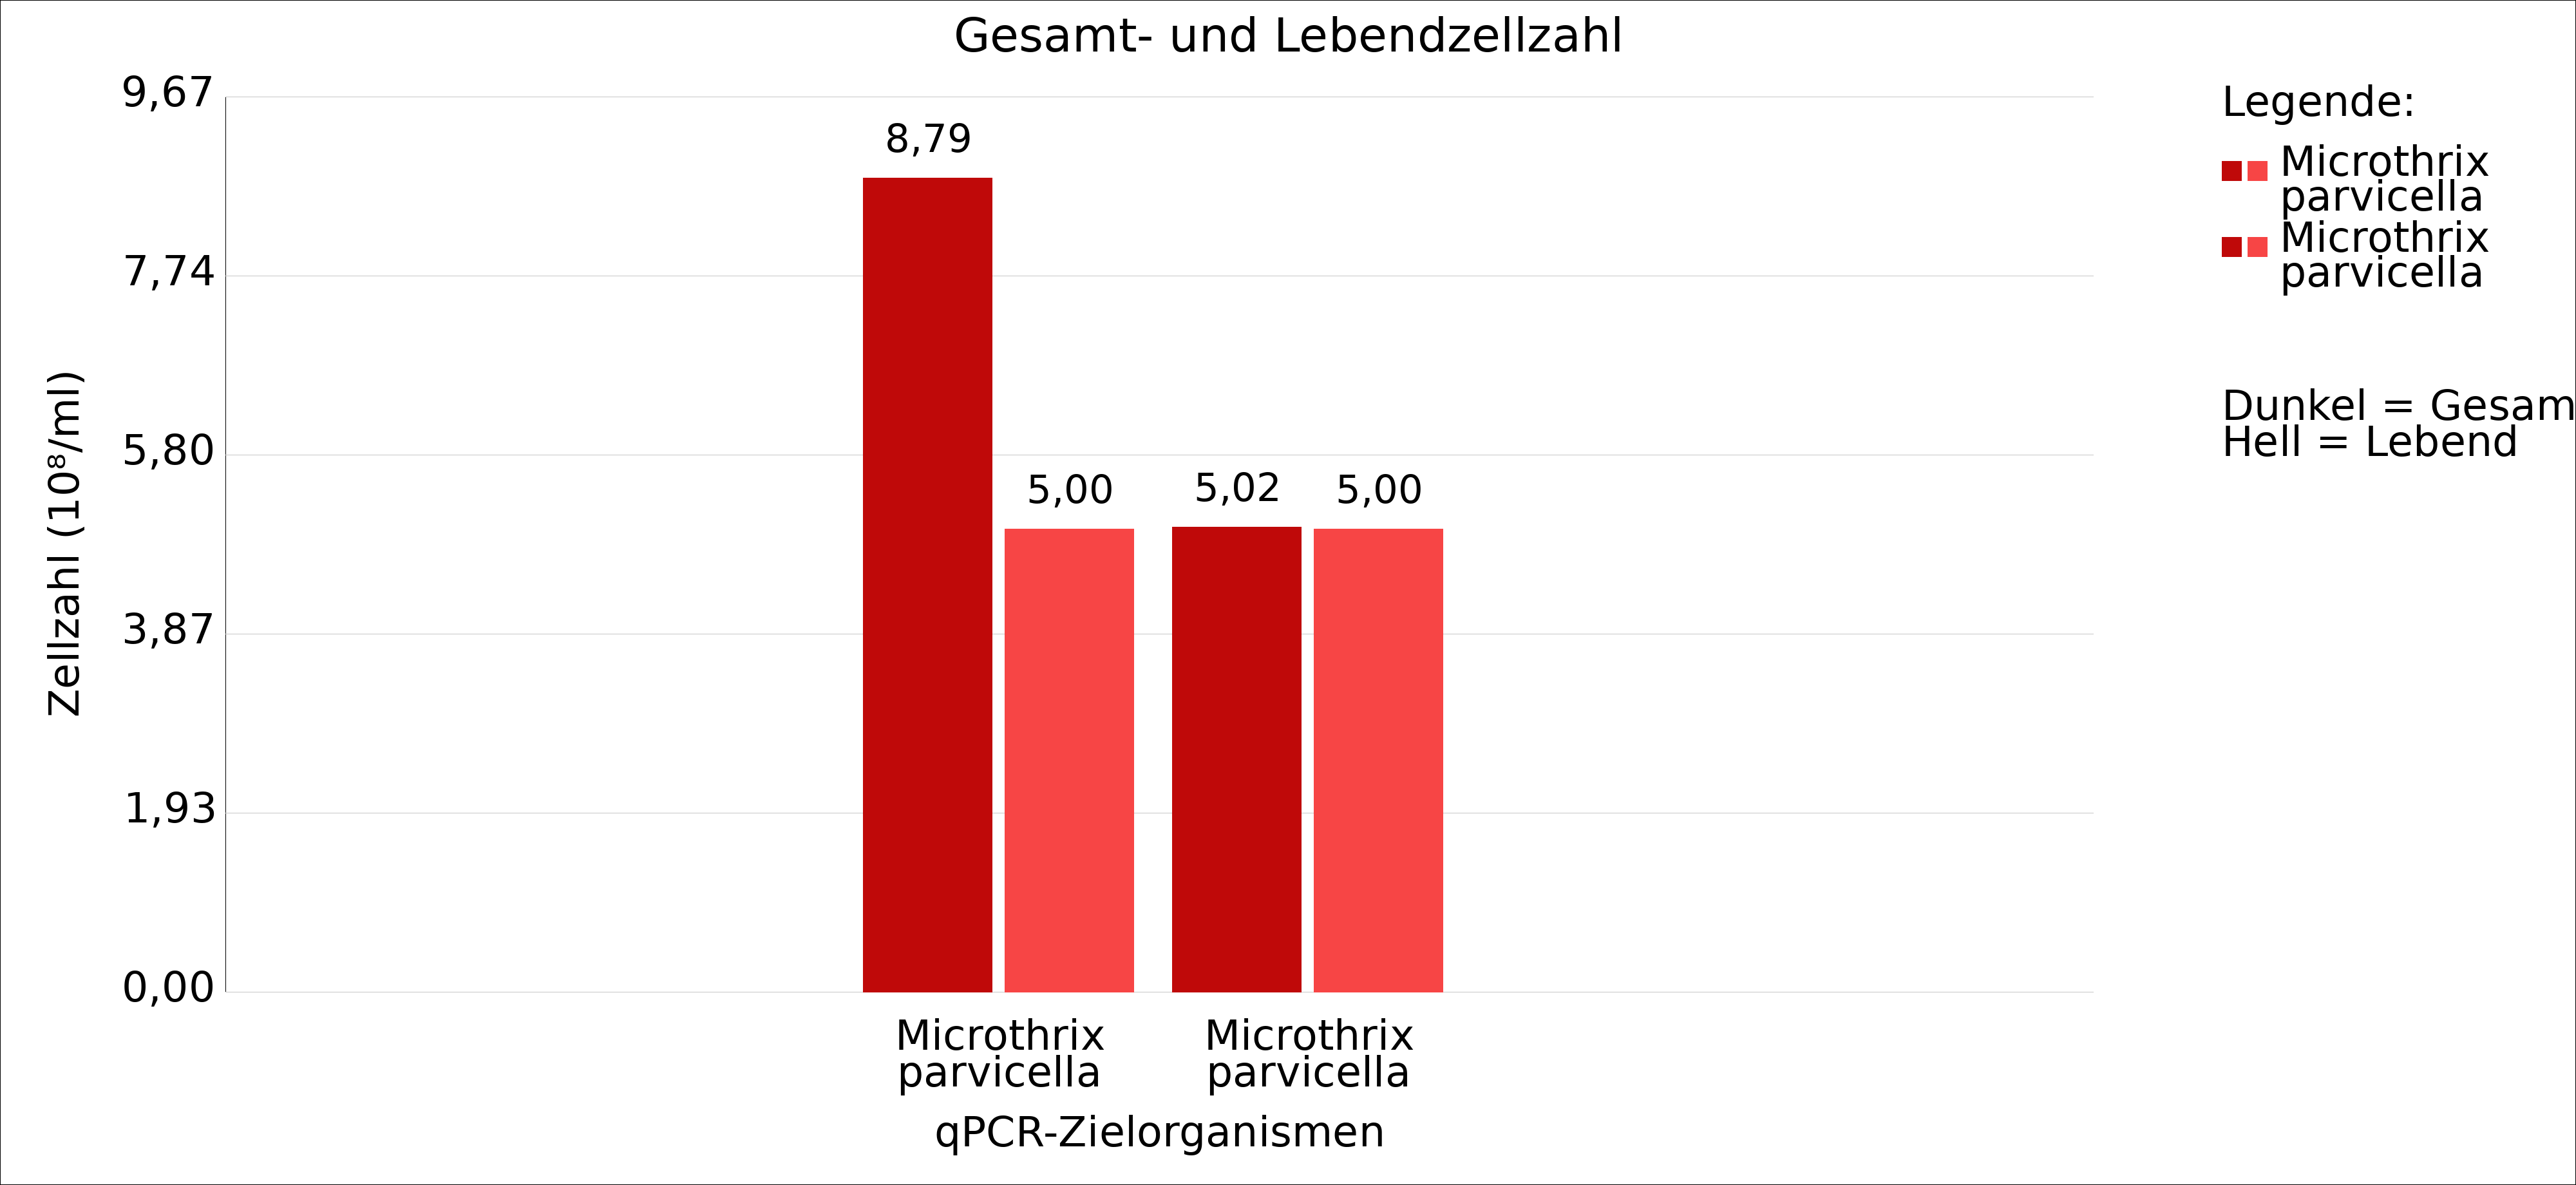 Gesamt- und Lebendzellzahl
9,67
7,74
5,80
3,87
1,93
0,00
Zellzahl (10⁸/ml)
8,79
5,00
5,02
5,00
Microthrix
parvicella
Microthrix
parvicella
qPCR-Zielorganismen
Legende:
Microthrix
parvicella
Microthrix
parvicella
Dunkel = Gesam
Hell = Lebend